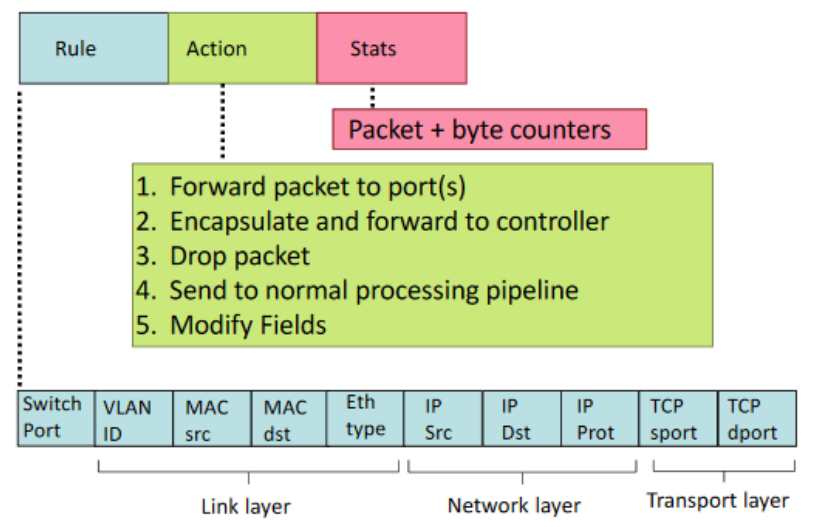 Rule Action Stats
Packet + byte counters
1. Forward packet to port(s)
2. Encapsulate and forward to controller
3. Drop packet
4. Send to normal processing pipeline
5. Modify Fields
Switch Port
VLAN ID
MAC src
MAC dst
Eth type
IP Src
IP Dst
IP Prot
TCP sport
TCP dport
Link layer
Network layer
Transport layer